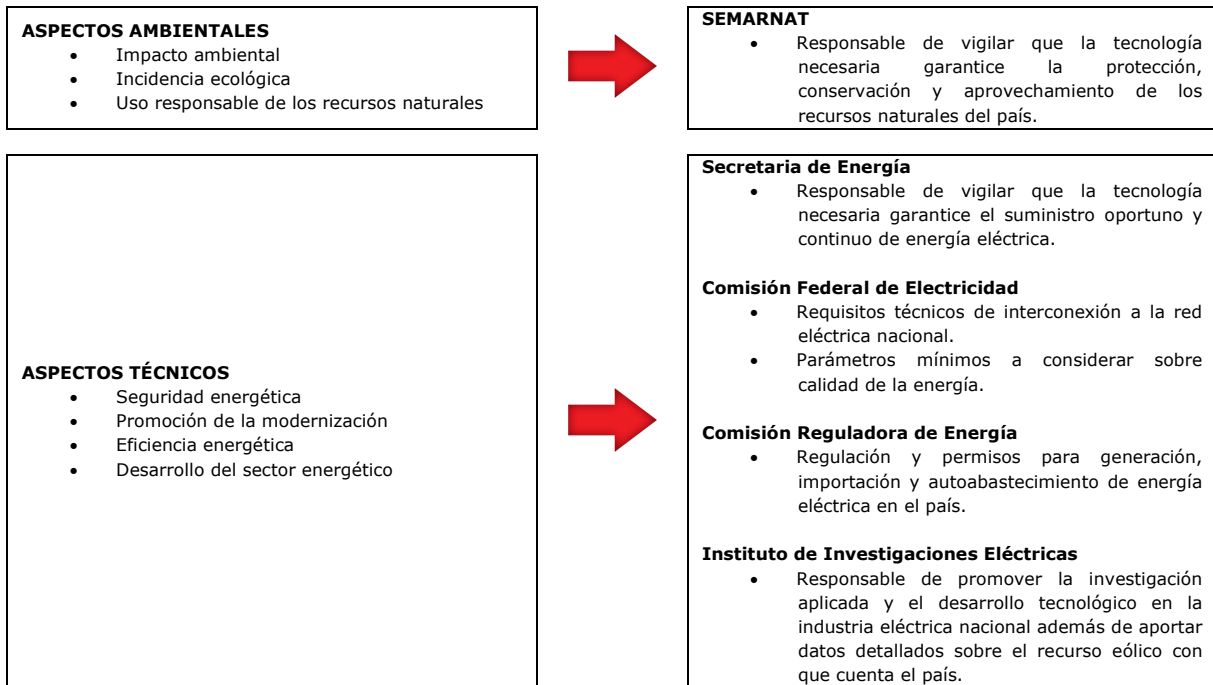 ASPECTOS AMBIENTALES
• Impacto ambiental
• Incidencia ecológica
• Uso responsable de los recursos naturales
SEMARNAT
• Responsable de vigilar que la tecnología
necesaria garantice la protección,
conservación y aprovechamiento de los
recursos naturales del país.
ASPECTOS TÉCNICOS
• Seguridad energética
• Promoción de la modernización
• Eficiencia energética
• Desarrollo del sector energético
Secretaria de Energía
• Responsable de vigilar que la tecnología
necesaria garantice el suministro oportuno y
continuo de energía eléctrica.
Comisión Federal de Electricidad
• Requisitos técnicos de interconexión a la red
eléctrica nacional.
• Parámetros mínimos a considerar sobre
calidad de la energía.
Comisión Reguladora de Energía
• Regulación y permisos para generación,
importación y autoabastecimiento de energía
eléctrica en el país.
Instituto de Investigaciones Eléctricas
• Responsable de promover la investigación
aplicada y el desarrollo tecnológico en la
industria eléctrica nacional además de aportar
datos detallados sobre el recurso eólico con
que cuenta el país.